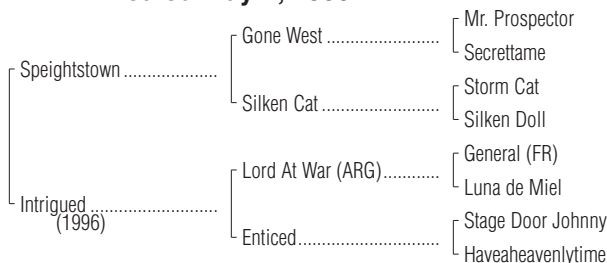 Mr. Prospector
Gone West
Secrettame
Speightstown
Storm Cat
Silken Cat
Silken Doll
General (FR)
Lord At War (ARG)
Luna de Miel
Intrigued
(1996)
Stage Door Johnny
Enticed
Haveaheavenlytime